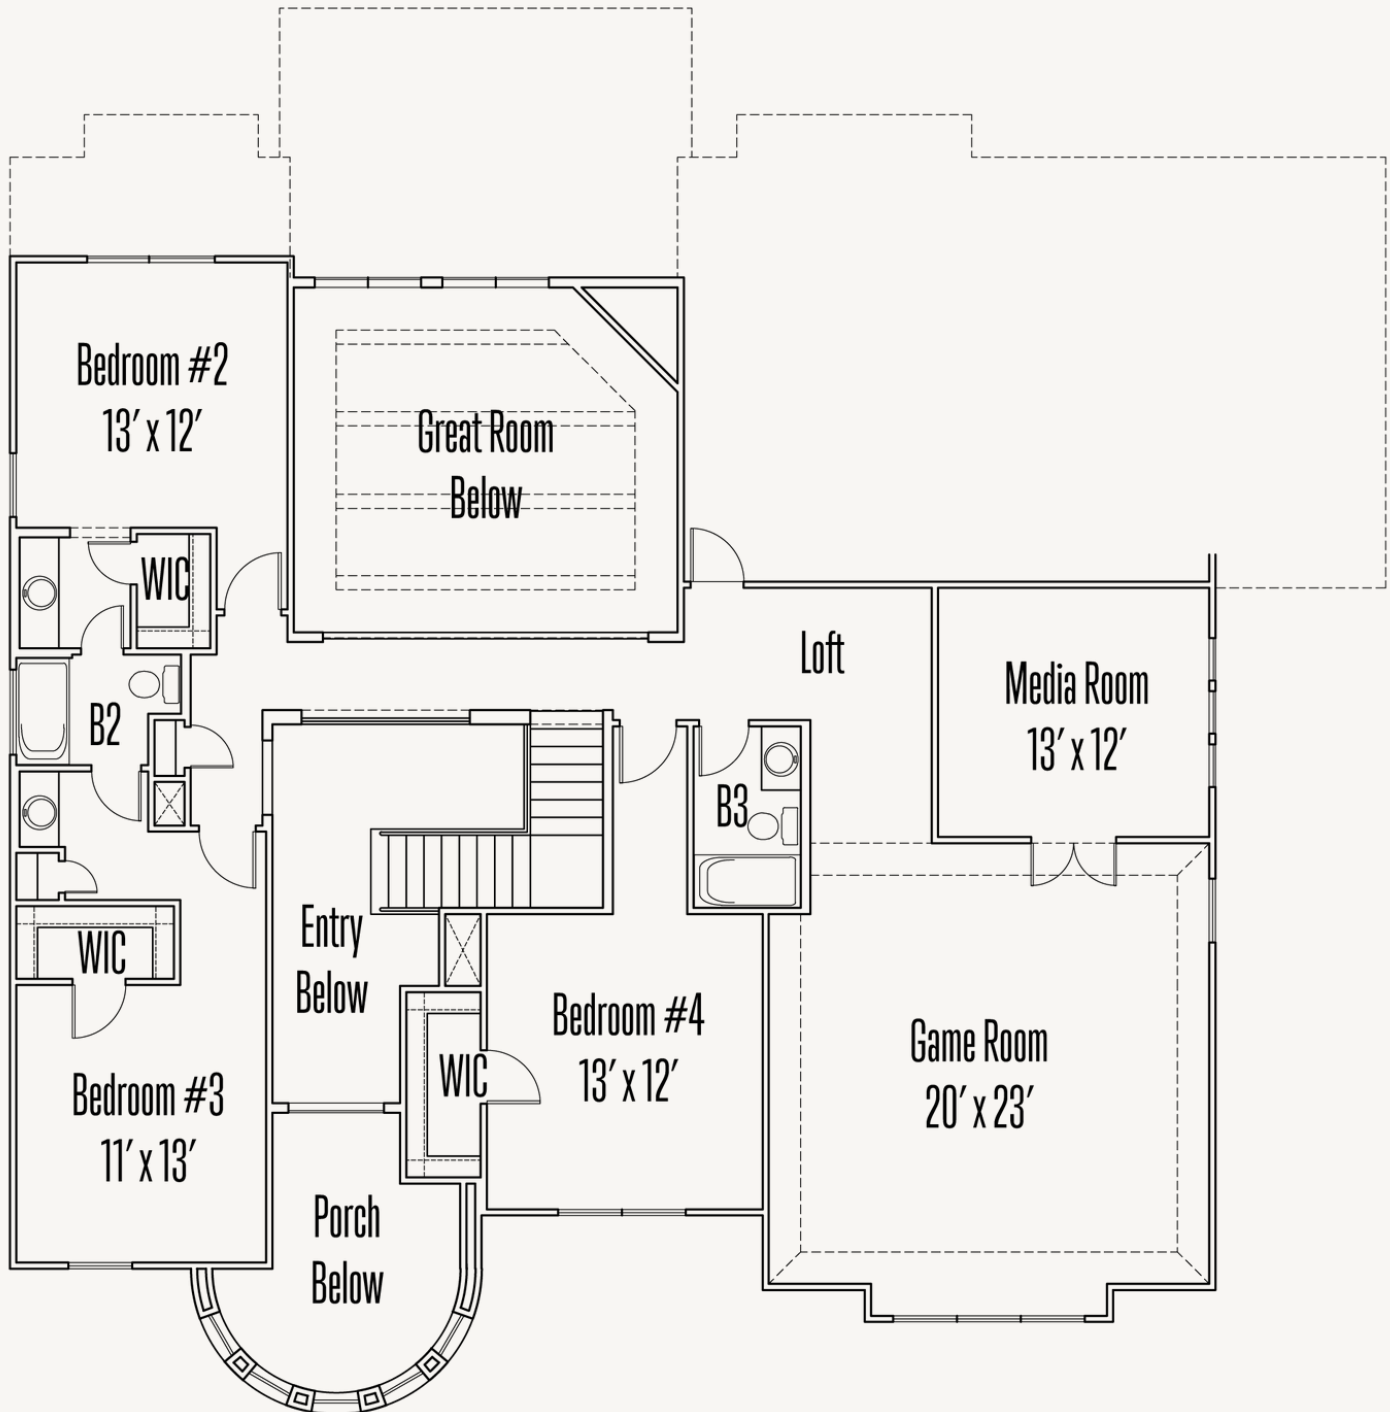 Bedroom #2
13' x 12'
Great Room
Below
WIC
Loft
Media Room
13' x 12'
B2
B3
Entry
Below
WIC
Bedroom #4
13' x 12'
WIC
Game Room
20' x 23'
Bedroom #3
11' x 13'
Porch
Below